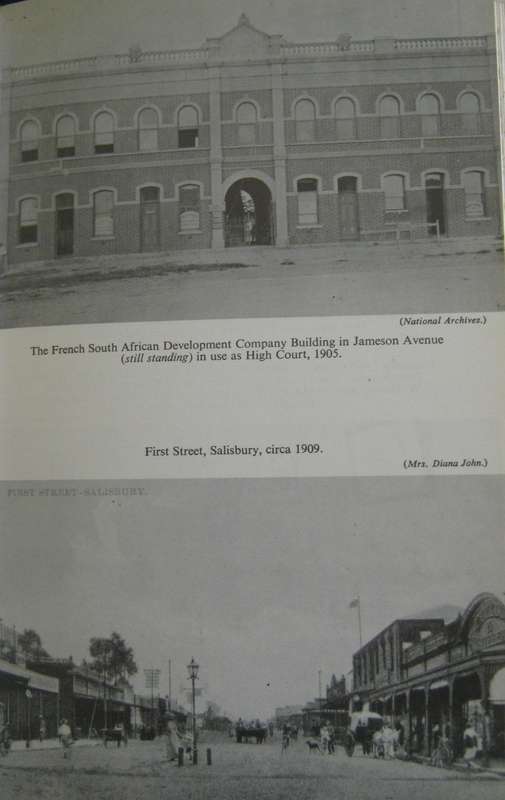 (National Archives.)
The French South African Development Company Building in Jameson Avenue
(still standing) in use as High Court, 1905.
First Street, Salisbury, circa 1909.
(Mrs. Diana John.)
FIRST STREET-SALISBURY.